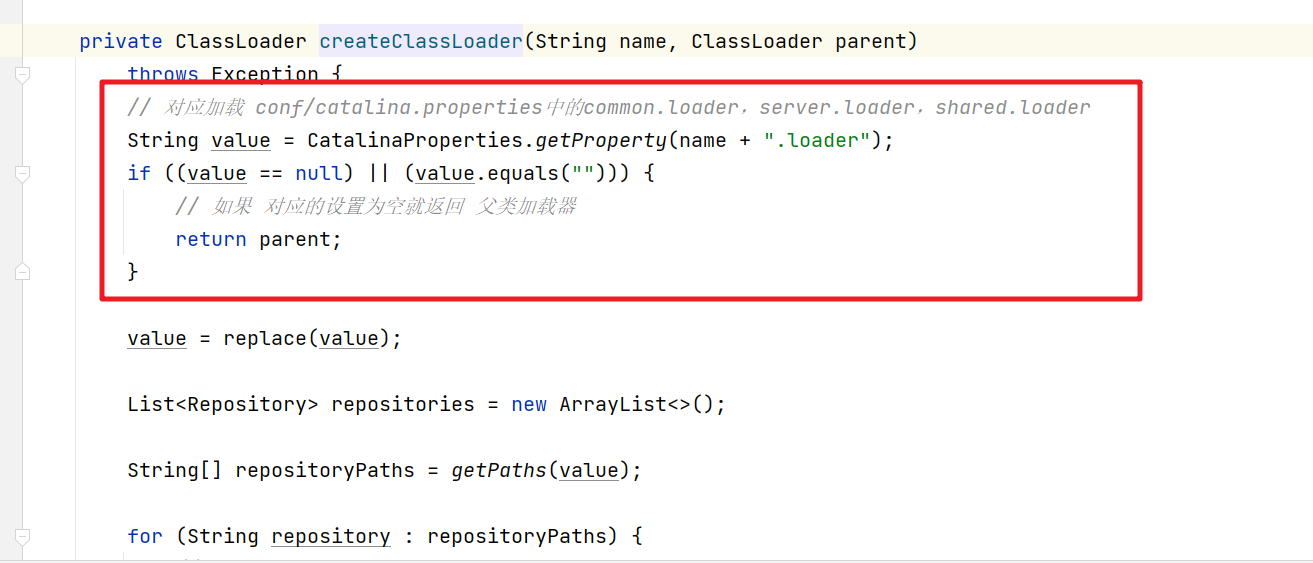 private ClassLoader createClassLoader(String name, ClassLoader parent)
throws Exception {
// 对应加载 conf/catalina.properties中的common.loader，server.loader，shared.loader
String value = CatalinaProperties.getProperty(name + ".loader");
if ((value == null) || (value.equals(""))) {
// 如果 对应的设置为空就返回 父类加载器
return parent;
}
value = replace(value);
List<Repository> repositories = new ArrayList<>();
String[] repositoryPaths = getPaths(value);
for (String repository : repositoryPaths) {